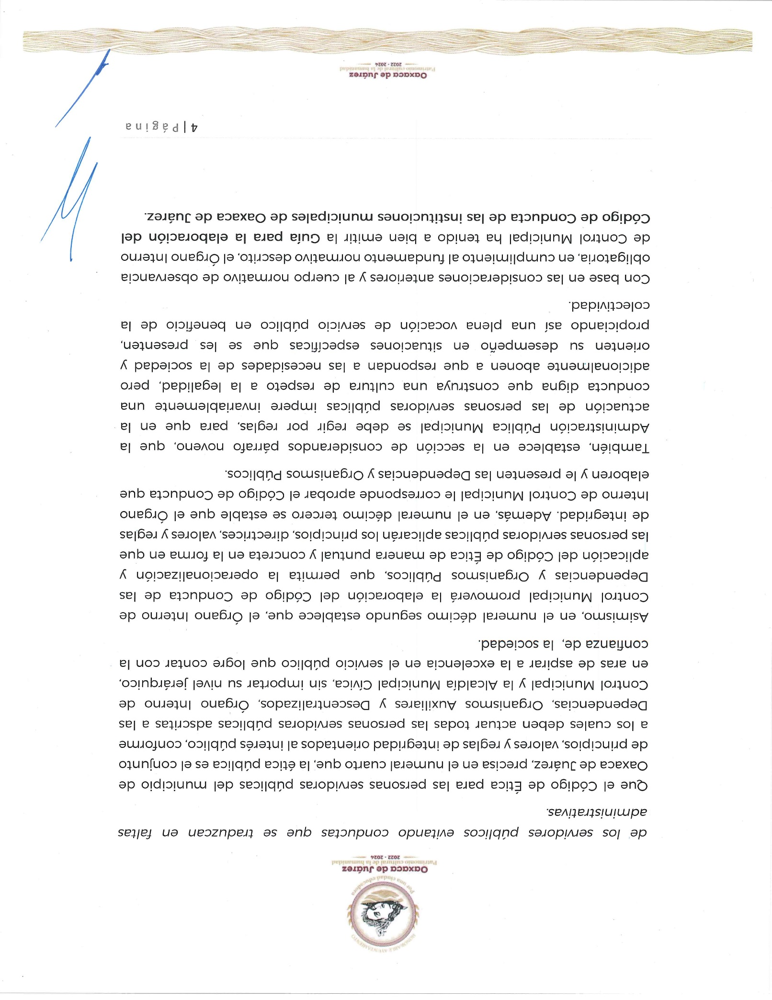 HONORABLE AYUNTAMIENTO
Por una ciudad educadora
Oaxaca de Juárez
Patrimonio cultural de la humanidad
2022 - 2024
de los servidores públicos evitando conductas que se traduzcan en faltas
administrativas.
Que el Código de Ética para las personas servidoras públicas del municipio de
Oaxaca de Juárez, precisa en el numeral cuarto que, la ética pública es el conjunto
de principios, valores y reglas de integridad orientados al interés público, conforme
a los cuales deben actuar todas las personas servidoras públicas adscritas a las
Dependencias, Organismos Auxiliares y Descentralizados, Órgano Interno de
Control Municipal y la Alcaldía Municipal Cívica, sin importar su nivel jerárquico,
en aras de aspirar a la excelencia en el servicio público que logre contar con la
confianza de, la sociedad.
Asimismo, en el numeral décimo segundo establece que, el Órgano Interno de
Control Municipal promoverá la elaboración del Código de Conducta de las
Dependencias y Organismos Públicos, que permita la operacionalización y
aplicación del Código de Ética de manera puntual y concreta en la forma en que
las personas servidoras públicas aplicarán los principios, directrices, valores y reglas
de integridad. Además, en el numeral décimo tercero se estable que el Órgano
Interno de Control Municipal le corresponde aprobar el Código de Conducta que
elaboren y le presenten las Dependencias y Organismos Públicos.
También, establece en la sección de considerandos párrafo noveno, que la
Administración Pública Municipal se debe regir por reglas, para que en la
actuación de las personas servidoras públicas impere invariablemente una
conducta digna que construya una cultura de respeto a la legalidad, pero
adicionalmente abonen a que respondan a las necesidades de la sociedad y
orienten su desempeño en situaciones específicas que se les presenten,
propiciando así una plena vocación de servicio público en beneficio de la
colectividad.
Con base en las consideraciones anteriores y al cuerpo normativo de observancia
obligatoria, en cumplimiento al fundamento normativo descrito, el Órgano Interno
de Control Municipal ha tenido a bien emitir la Guía para la elaboración del
Código de Conducta de las instituciones municipales de Oaxaca de Juárez.
4 | Página
Oaxaca de Juárez
Patrimonio cultural de la humanidad
2022 - 2024